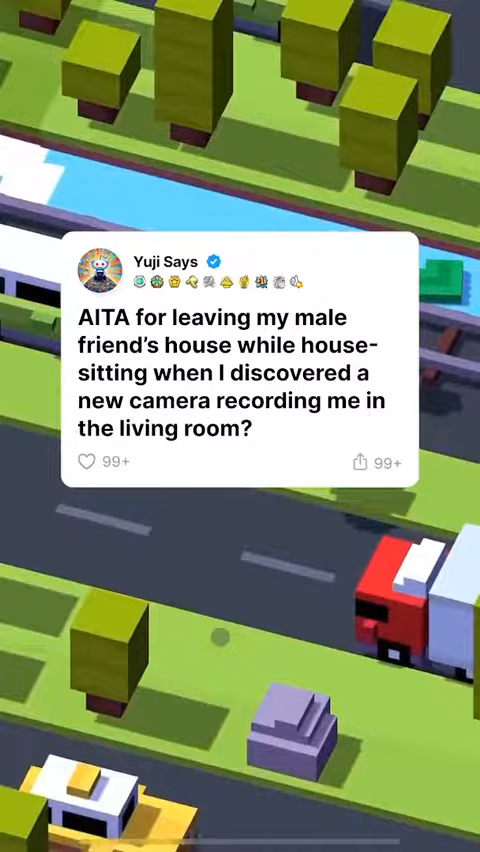 Yuji Says
AITA for leaving my male
friend's house while house-
sitting when I discovered a
new camera recording me in
the living room?
99+
99+